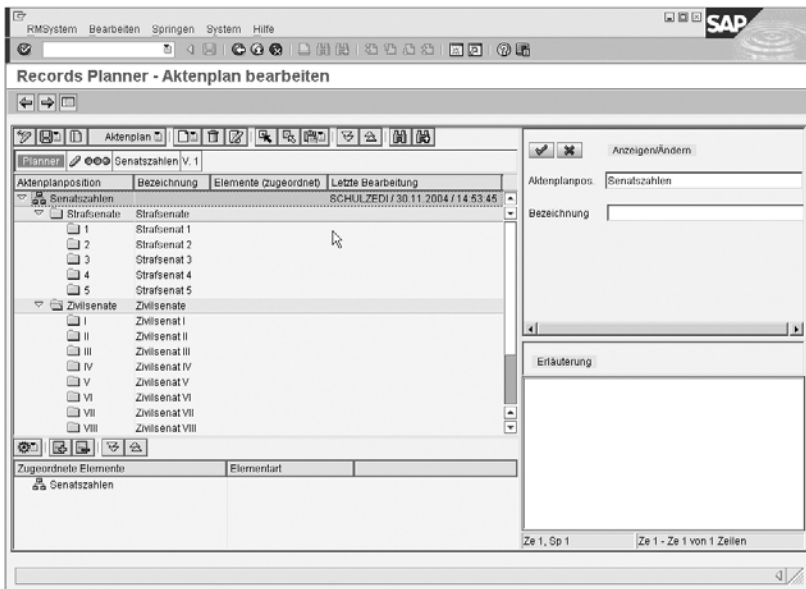 RMSystem Bearbeiten Springen System Hilfe
SAP
Records Planner - Aktenplan bearbeiten
Aktenplan
Planner Senatszahlen V. 1
Aktenplanposition Bezeichnung Elemente (zugeordnet) Letzte Bearbeitung
Senatszahlen SCHULZEDI / 30.11.2004 / 14:53:45
Strafsenate Strafsenate
1 Strafsenat 1
2 Strafsenat 2
3 Strafsenat 3
4 Strafsenat 4
5 Strafsenat 5
Zivilsenate Zivilsenate
I Zivilsenat I
II Zivilsenat II
III Zivilsenat III
IV Zivilsenat IV
V Zivilsenat V
VI Zivilsenat VI
VII Zivilsenat VII
VIII Zivilsenat VIII
Zugeordnete Elemente Elementart
Senatszahlen
Anzeigen/Ändern
Aktenplanpos. Senatszahlen
Bezeichnung
Erläuterung
Ze 1, Sp 1 Ze 1 - Ze 1 von 1 Zeilen